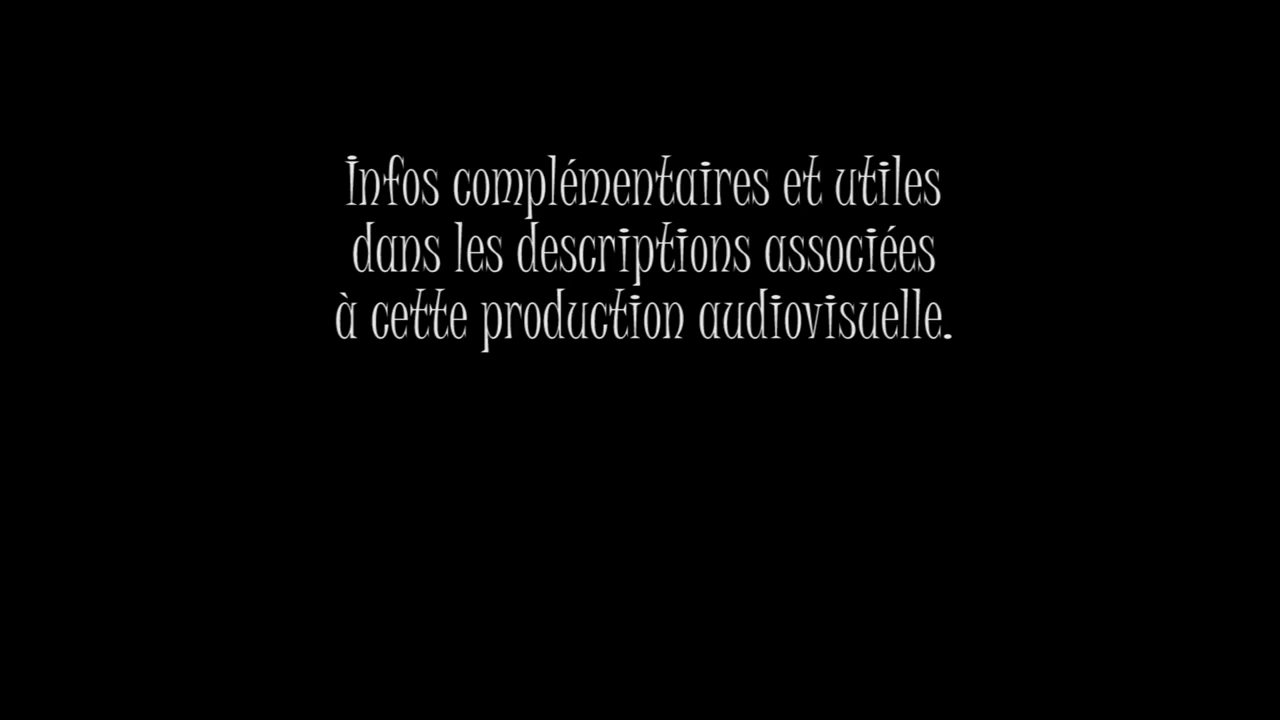 Infos complémentaires et utiles
dans les descriptions associées
à cette production audiovisuelle.